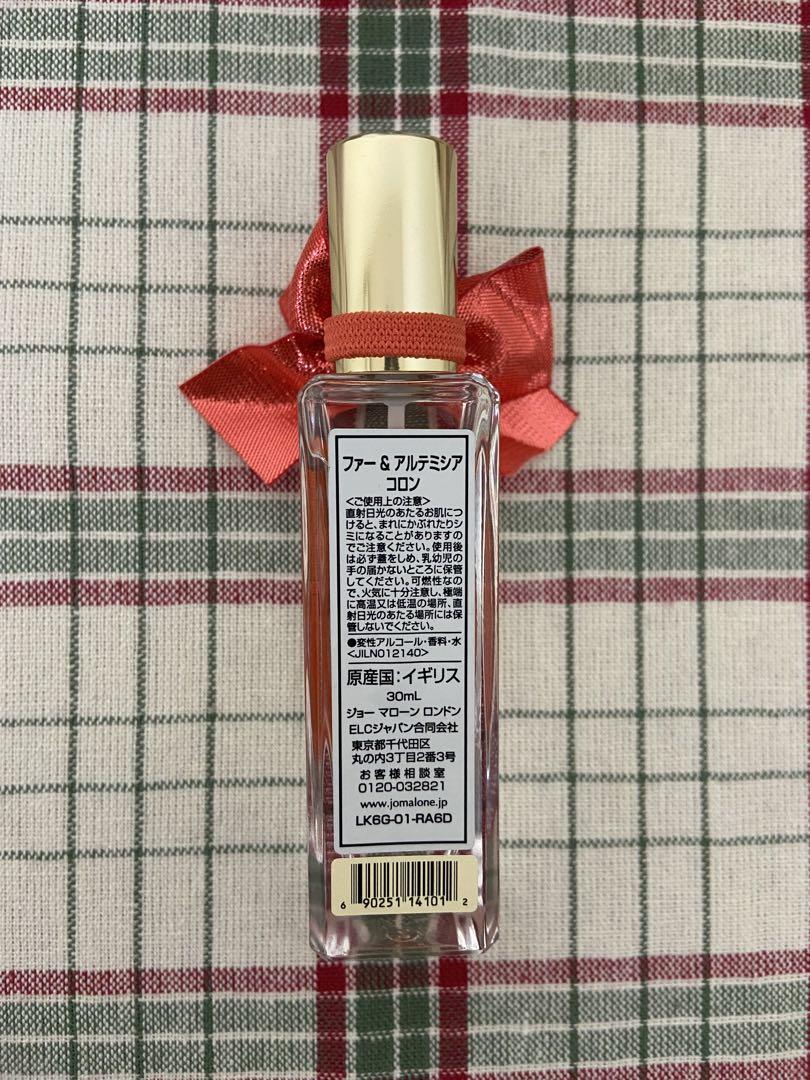 ファー & アルテミシア
コロン
<ご使用上の注意>
直射日光のあたるお肌につ
けると、まれにかぶれたりシ
ミになることがありますの
でご注意ください。使用後
は必ず蓋をしめ、乳幼児の
手の届かないところに保管
してください。可燃性なの
で、火気に十分注意し、極端
に高温又は低温の場所、直
射日光のあたる場所には保
管しないでください。
●変性アルコール・香料・水
<JILN012140>
原産国：イギリス
30mL
ジョー マローン ロンドン
ELCジャパン合同会社
東京都千代田区
丸の内3丁目2番3号
お客様相談室
0120-032821
www.jomalone.jp
LK6G-01-RA6D
6 90251 14101 2